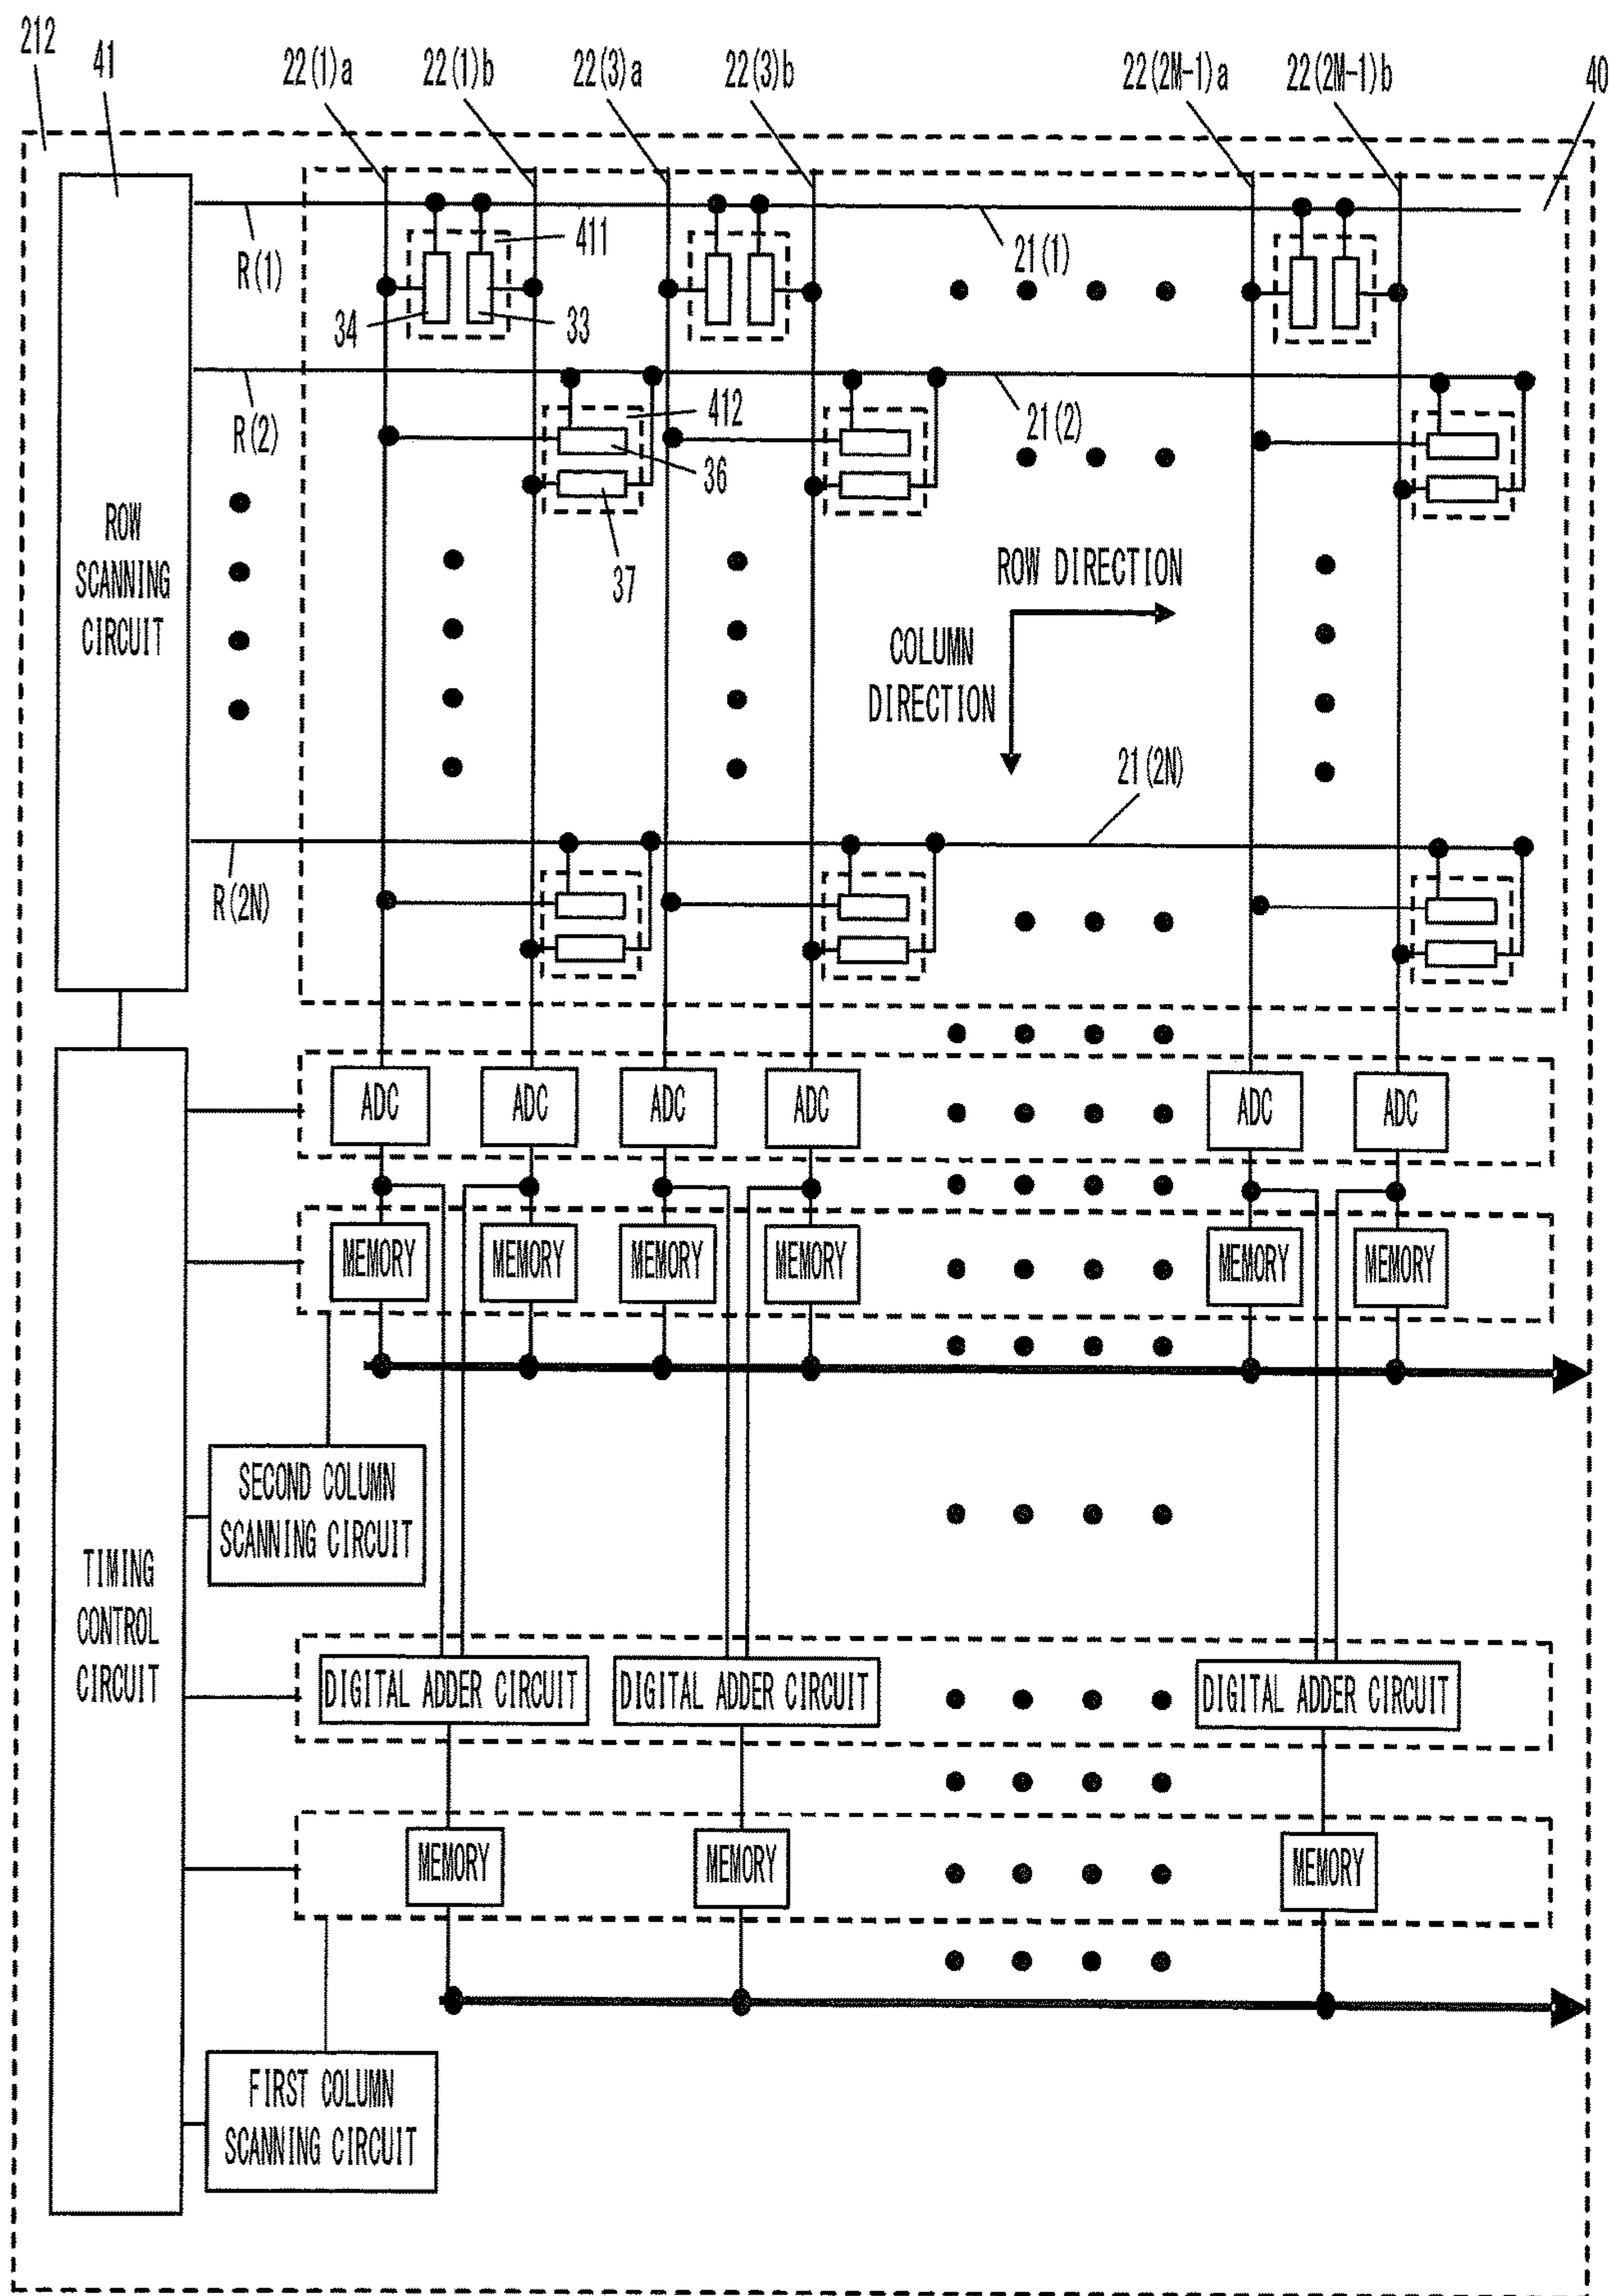 212
41
22(1)a
22(1)b
22(3)a
22(3)b
22(2M-1)a
22(2M-1)b
40
R(1)
411
34
33
21(1)
R(2)
412
36
37
21(2)
ROW
SCANNING
CIRCUIT
ROW DIRECTION
COLUMN
DIRECTION
21(2N)
R(2N)
ADC
ADC
ADC
ADC
ADC
ADC
MEMORY
MEMORY
MEMORY
MEMORY
MEMORY
MEMORY
SECOND COLUMN
SCANNING CIRCUIT
TIMING
CONTROL
CIRCUIT
DIGITAL ADDER CIRCUIT
DIGITAL ADDER CIRCUIT
DIGITAL ADDER CIRCUIT
MEMORY
MEMORY
MEMORY
FIRST COLUMN
SCANNING CIRCUIT